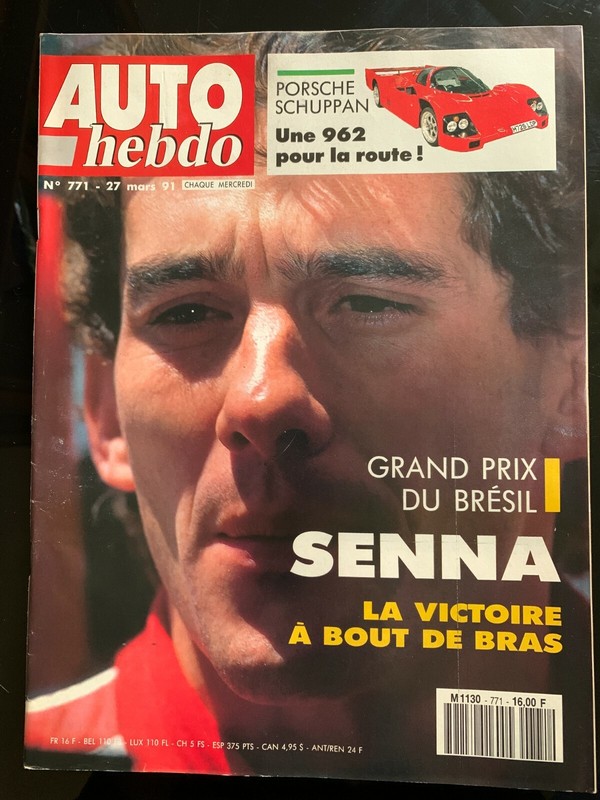 AUTO
hebdo
N° 771 - 27 mars 91 CHAQUE MERCREDI
PORSCHE
SCHUPPAN
Une 962
pour la route !
GRAND PRIX
DU BRÉSIL
SENNA
LA VICTOIRE
À BOUT DE BRAS
M1130 - 771 - 16,00 F
FR 16 F - BEL 110 FB - LUX 110 FL - CH 5 FS - ESP 375 PTS - CAN 4,95 $ - ANT/REN 24 F